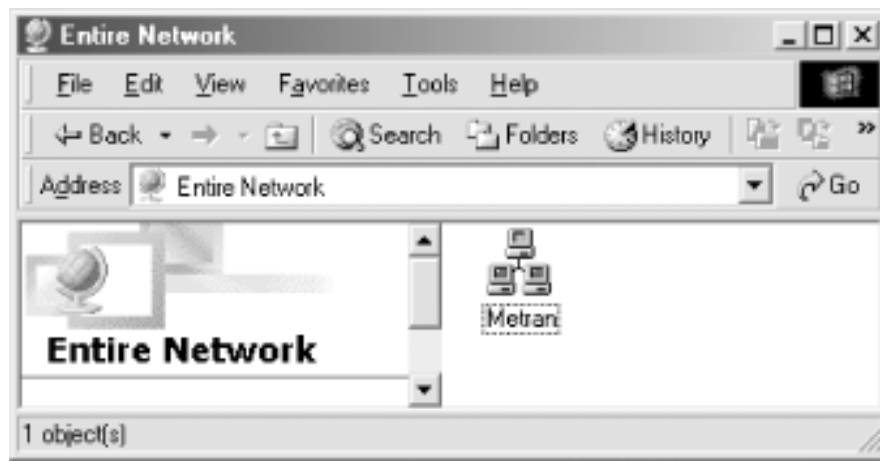 Entire Network
File Edit View Favorites Tools Help
Back Search Folders History »
Address Entire Network Go
Metran
Entire Network
1 object(s)